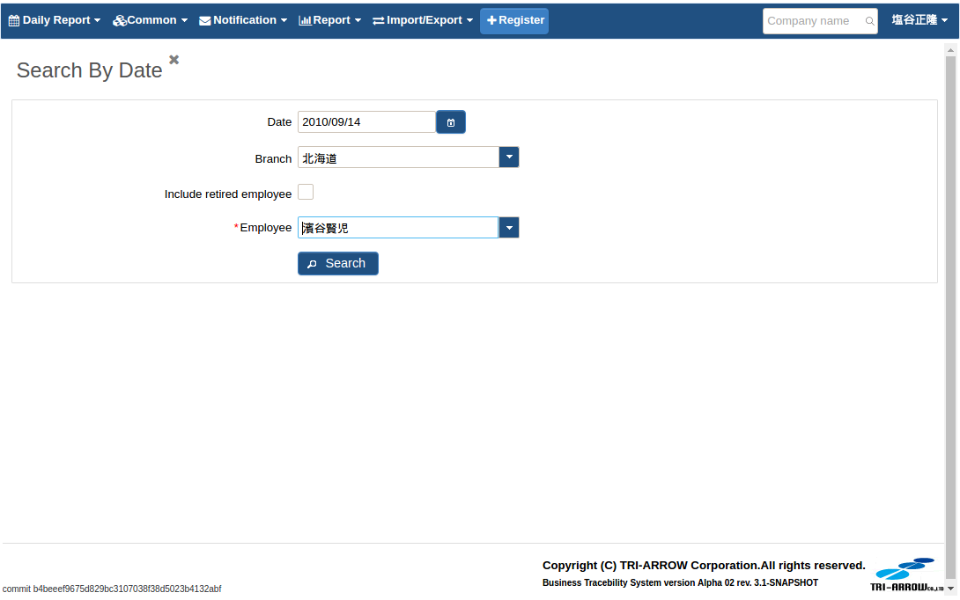 Daily Report Common Notification Report Import/Export Register Company name 塩谷正隆
Search By Date
Date 2010/09/14
Branch 北海道
Include retired employee
*Employee 濱谷賢児
Search
Copyright (C) TRI-ARROW Corporation.All rights reserved.
Business Tracebility System version Alpha 02 rev. 3.1-SNAPSHOT
TRI-ARROW CO.,LTD
commit b4beeef9675d829bc3107038f38d5023b4132abf